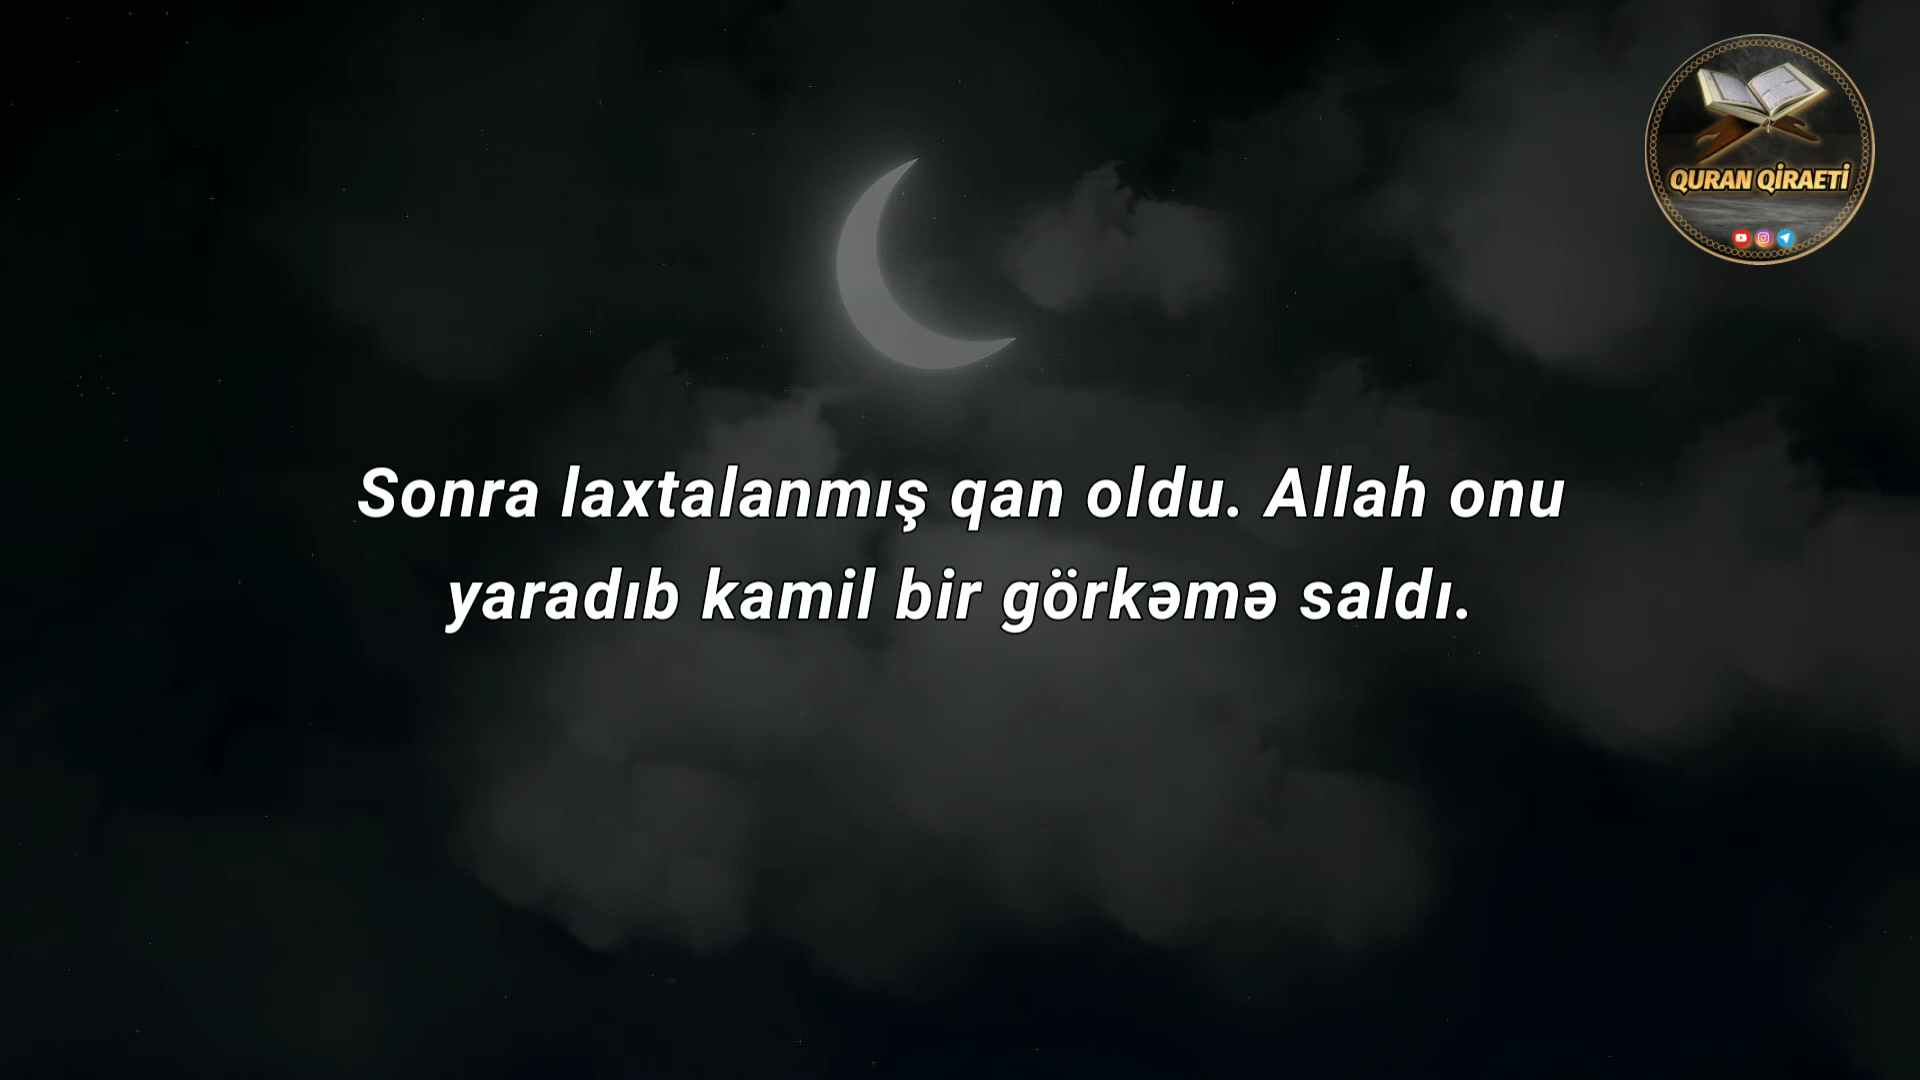 QURAN QİRAETİ
Sonra laxtalanmış qan oldu. Allah onu
yaradıb kamil bir görkəmə saldı.